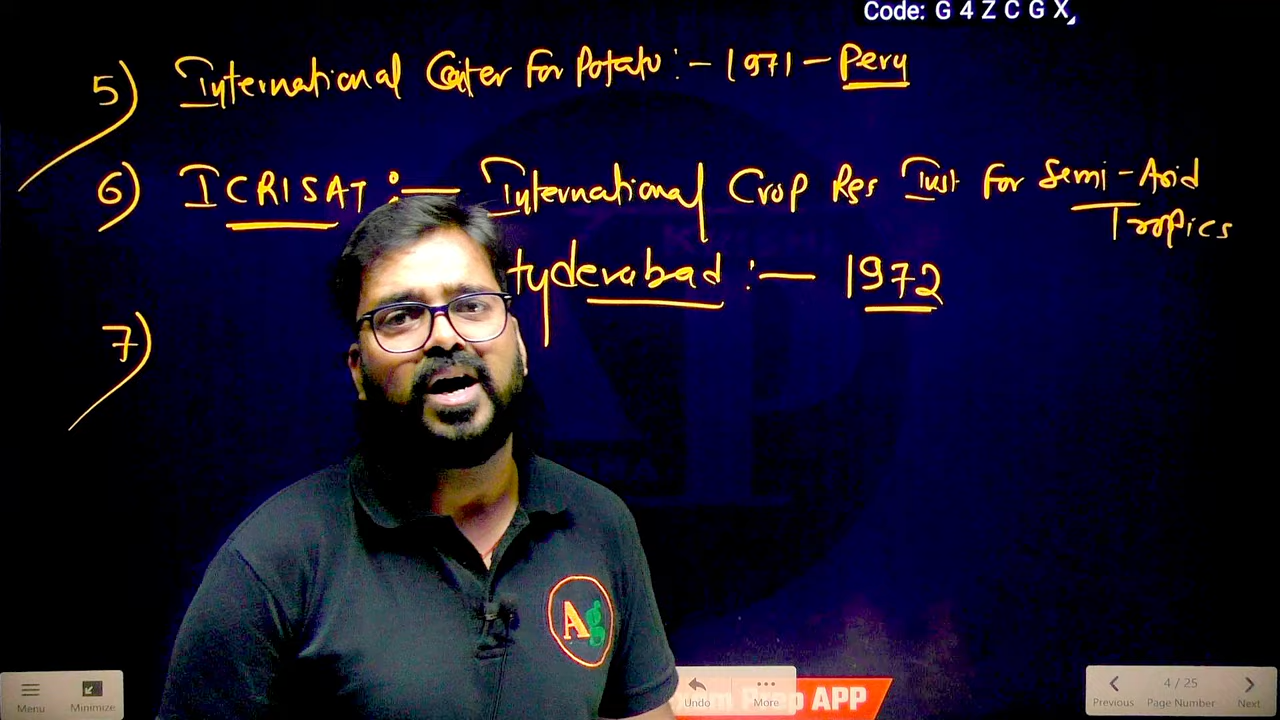 Code: G 4 Z C G X
5) International Center For Potato :- 1971 - Peru
6) ICRISAT :- International Crop Res Inst For Semi-Arid
Tropics
Hyderabad :- 1972
7)
Ag
Prep APP
Menu
Minimize
Undo
More
Previous
4 / 25
Page Number
Next